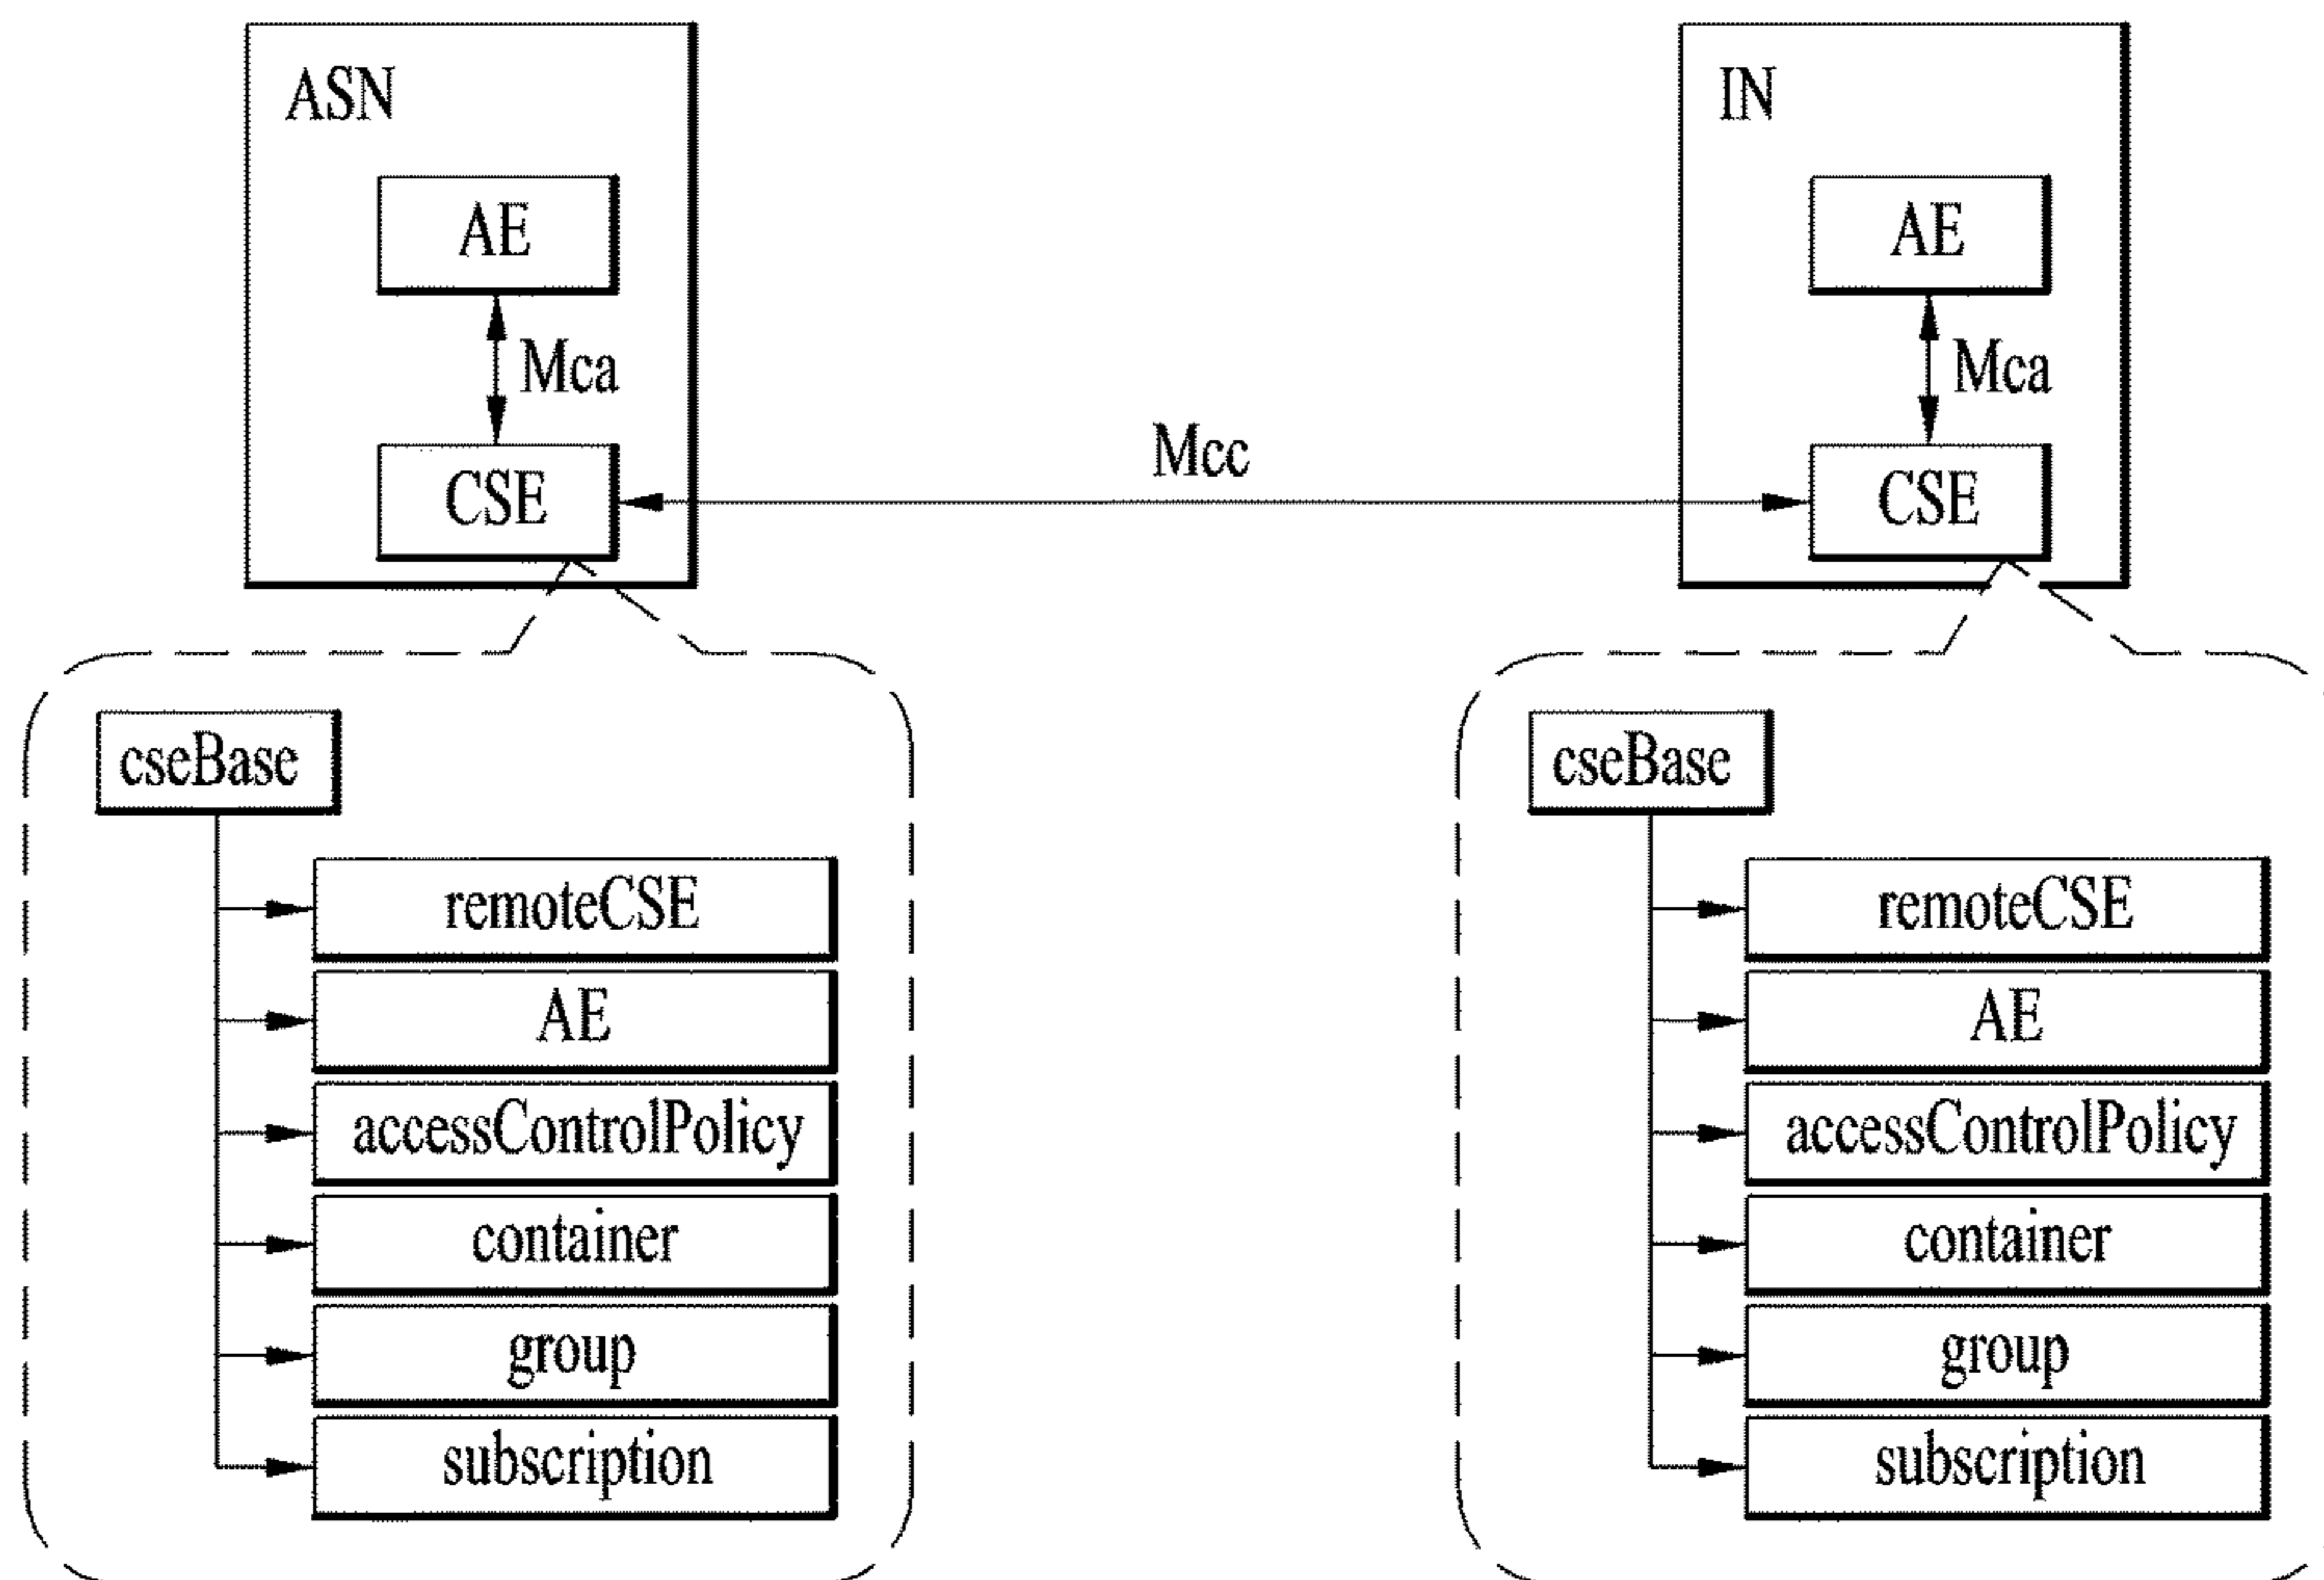 ASN
AE
Mca
CSE
Mcc
IN
AE
Mca
CSE
cseBase
remoteCSE
AE
accessControlPolicy
container
group
subscription
cseBase
remoteCSE
AE
accessControlPolicy
container
group
subscription